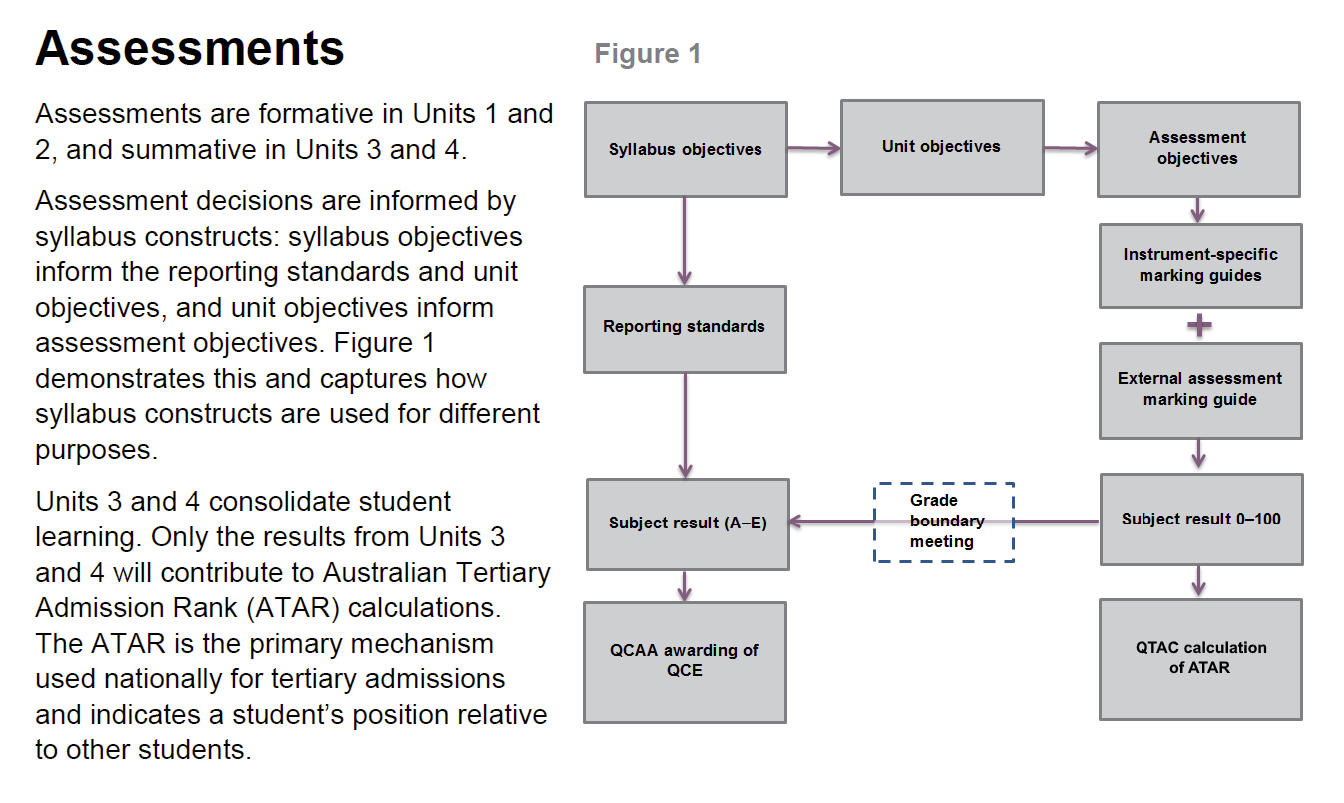 Assessments
Assessments are formative in Units 1 and
2, and summative in Units 3 and 4.
Assessment decisions are informed by
syllabus constructs: syllabus objectives
inform the reporting standards and unit
objectives, and unit objectives inform
assessment objectives. Figure 1
demonstrates this and captures how
syllabus constructs are used for different
purposes.
Units 3 and 4 consolidate student
learning. Only the results from Units 3
and 4 will contribute to Australian Tertiary
Admission Rank (ATAR) calculations.
The ATAR is the primary mechanism
used nationally for tertiary admissions
and indicates a student’s position relative
to other students.
Figure 1
Syllabus objectives
Unit objectives
Assessment
objectives
Instrument-specific
marking guides
+
External assessment
marking guide
Reporting standards
Subject result (A–E)
Grade
boundary
meeting
Subject result 0–100
QCAA awarding of
QCE
QTAC calculation
of ATAR